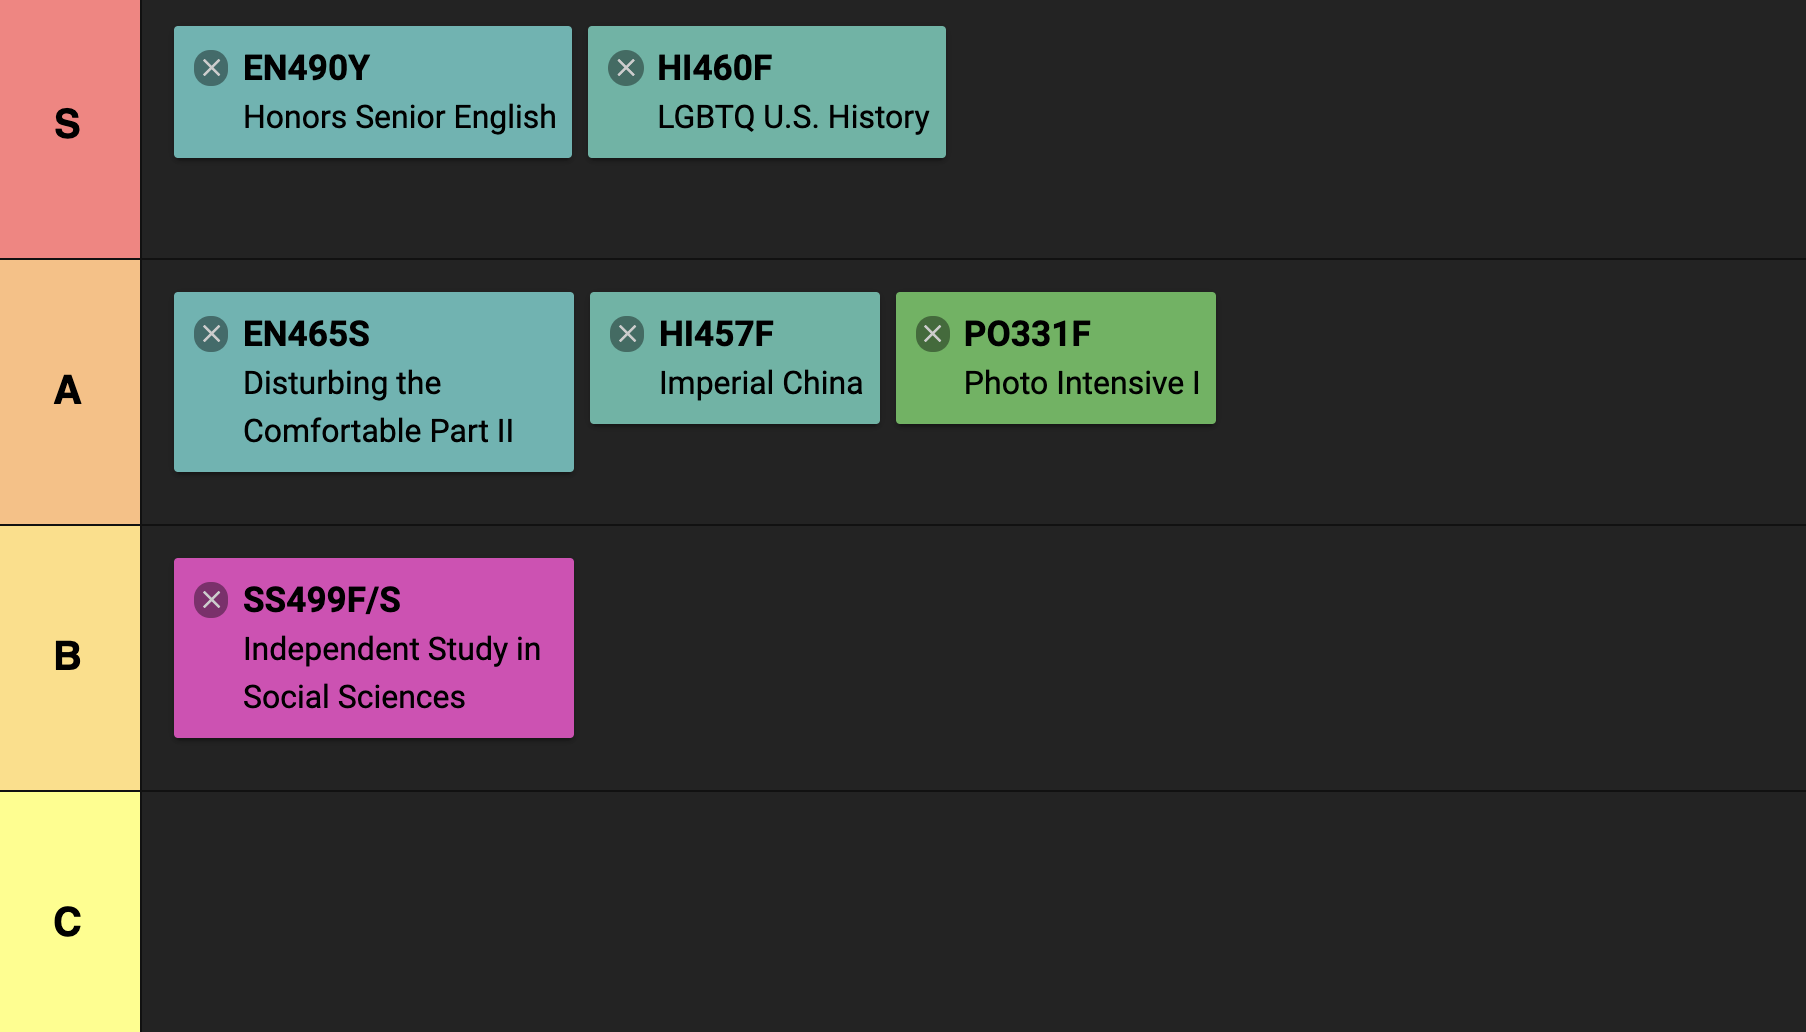 S
EN490Y
Honors Senior English
HI460F
LGBTQ U.S. History
A
EN465S
Disturbing the
Comfortable Part II
HI457F
Imperial China
PO331F
Photo Intensive I
B
SS499F/S
Independent Study in
Social Sciences
C